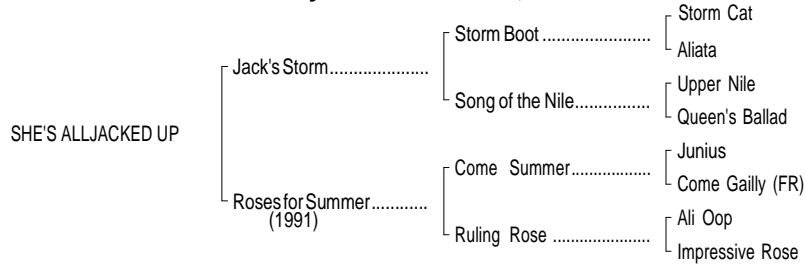 Storm Cat
Storm Boot .......................
Aliata
Jack's Storm.....................
Upper Nile
Song of the Nile................
Queen's Ballad
SHE'S ALLJACKED UP
Junius
Come Summer.................
Come Gailly (FR)
Roses for Summer............
(1991)
Ali Oop
Ruling Rose .....................
Impressive Rose